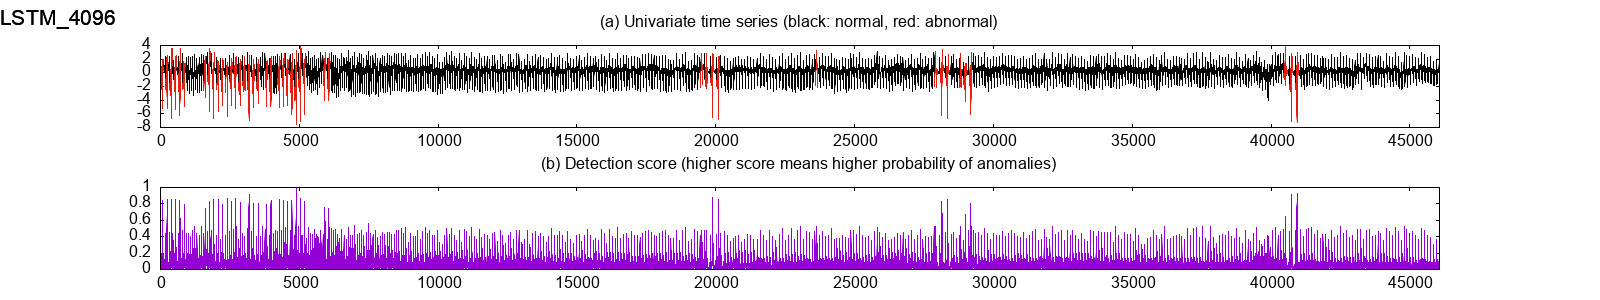 LSTM_4096
(a) Univariate time series (black: normal, red: abnormal)
4
2
0
-2
-4
-6
-8
0 5000 10000 15000 20000 25000 30000 35000 40000 45000
(b) Detection score (higher score means higher probability of anomalies)
1
0.8
0.6
0.4
0.2
0
0 5000 10000 15000 20000 25000 30000 35000 40000 45000